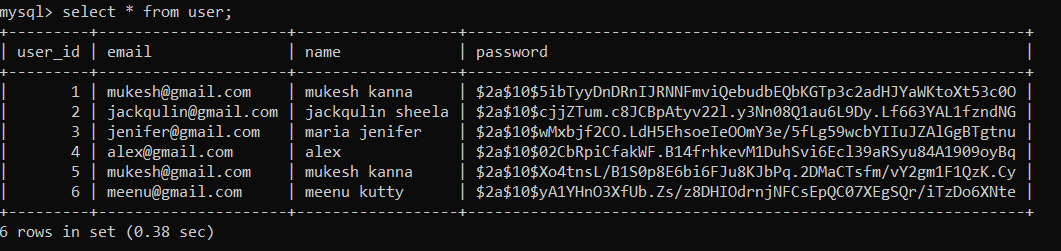 mysql> select * from user;
+---------+---------------------+------------------+--------------------------------------------------------------+
| user_id | email | name | password |
+---------+---------------------+------------------+--------------------------------------------------------------+
| 1 | mukesh@gmail.com | mukesh kanna | $2a$10$5ibTyyDnDRnIJRNNFmviQebudbEQbKGTp3c2adHJYaWKtoXt53c0O |
| 2 | jackqulin@gmail.com | jackqulin sheela | $2a$10$cjjZTum.c8JCBpAtyv22l.y3Nn08Q1au6L9Dy.Lf663YAL1fzndNG |
| 3 | jenifer@gmail.com | maria jenifer | $2a$10$wMxbjf2CO.LdH5EhsoeIeOOmY3e/5fLg59wcbYIIuJZAlGgBTgtnu |
| 4 | alex@gmail.com | alex | $2a$10$02CbRpiCfakWF.B14frhkevM1DuhSvi6Ecl39aRSyu84A1909oyBq |
| 5 | mukesh@gmail.com | mukesh kanna | $2a$10$Xo4tnsL/B1S0p8E6bi6FJu8KJbPq.2DMaCTsfm/vY2gm1F1QzK.Cy |
| 6 | meenu@gmail.com | meenu kutty | $2a$10$yA1YHnO3XfUb.Zs/z8DHIOdrnjNFCsEpQC07XEgSQr/iTzDo6XNte |
+---------+---------------------+------------------+--------------------------------------------------------------+
6 rows in set (0.38 sec)